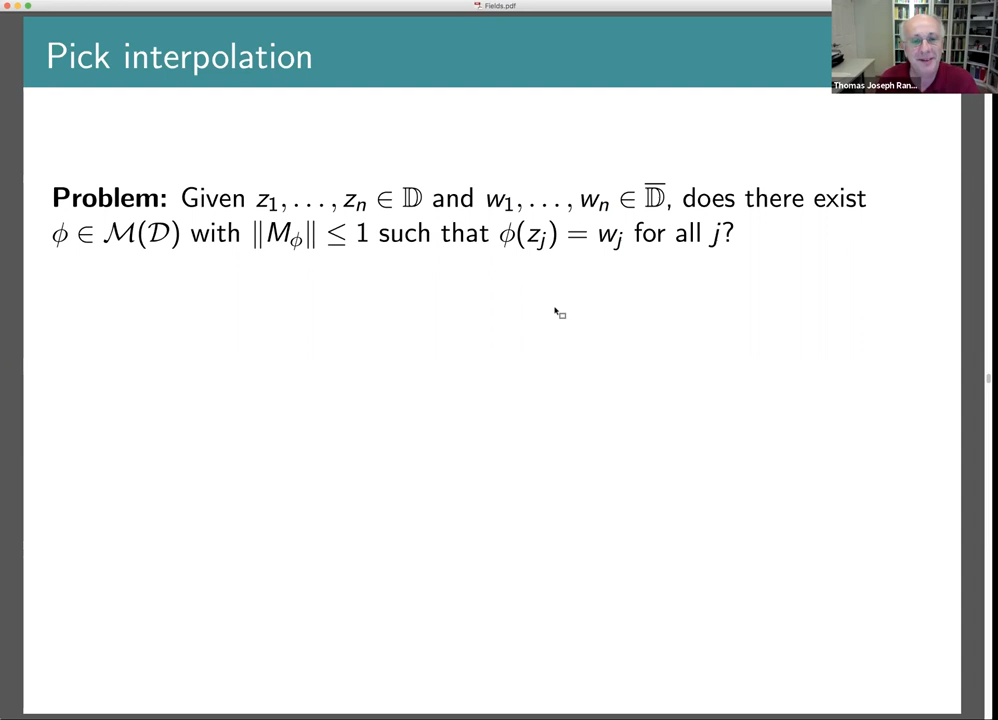 Fields.pdf
Pick interpolation
Thomas Joseph Ran...
Problem: Given z₁, . . . , zₙ ∈ 𝔻 and w₁, . . . , wₙ ∈ 𝔻̅, does there exist
ϕ ∈ ℳ(𝒟) with ‖M_ϕ‖ ≤ 1 such that ϕ(zⱼ) = wⱼ for all j?